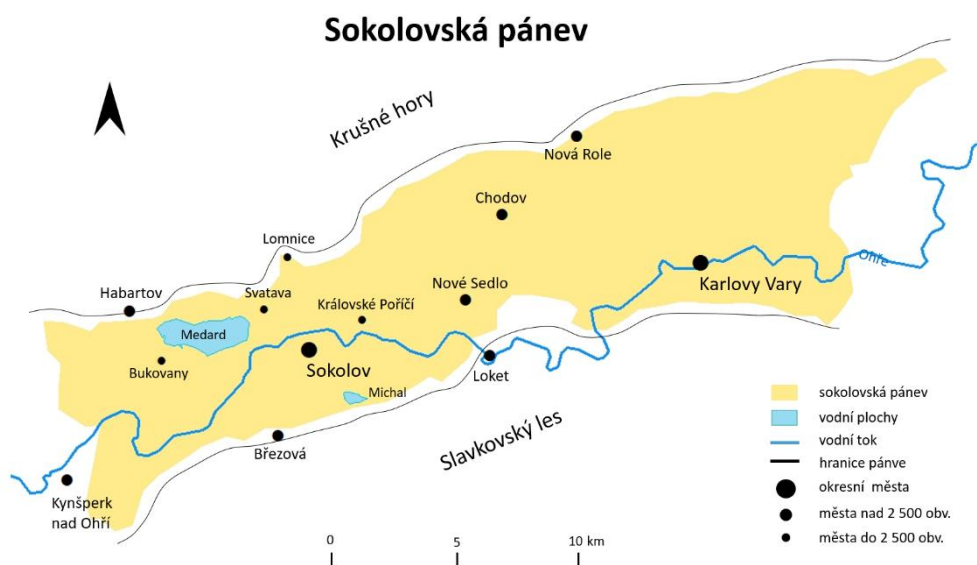 Sokolovská pánev
Krušné hory
Nová Role
Chodov
Lomnice
Ohře
Karlovy Vary
Habartov
Svatava
Královské Poříčí
Nové Sedlo
Medard
Bukovany
Sokolov
Loket
Michal
Březová
Slavkovský les
Kynšperk
nad Ohří
sokolovská pánev
vodní plochy
vodní tok
hranice pánve
okresní města
města nad 2 500 obv.
města do 2 500 obv.
0 5 10 km